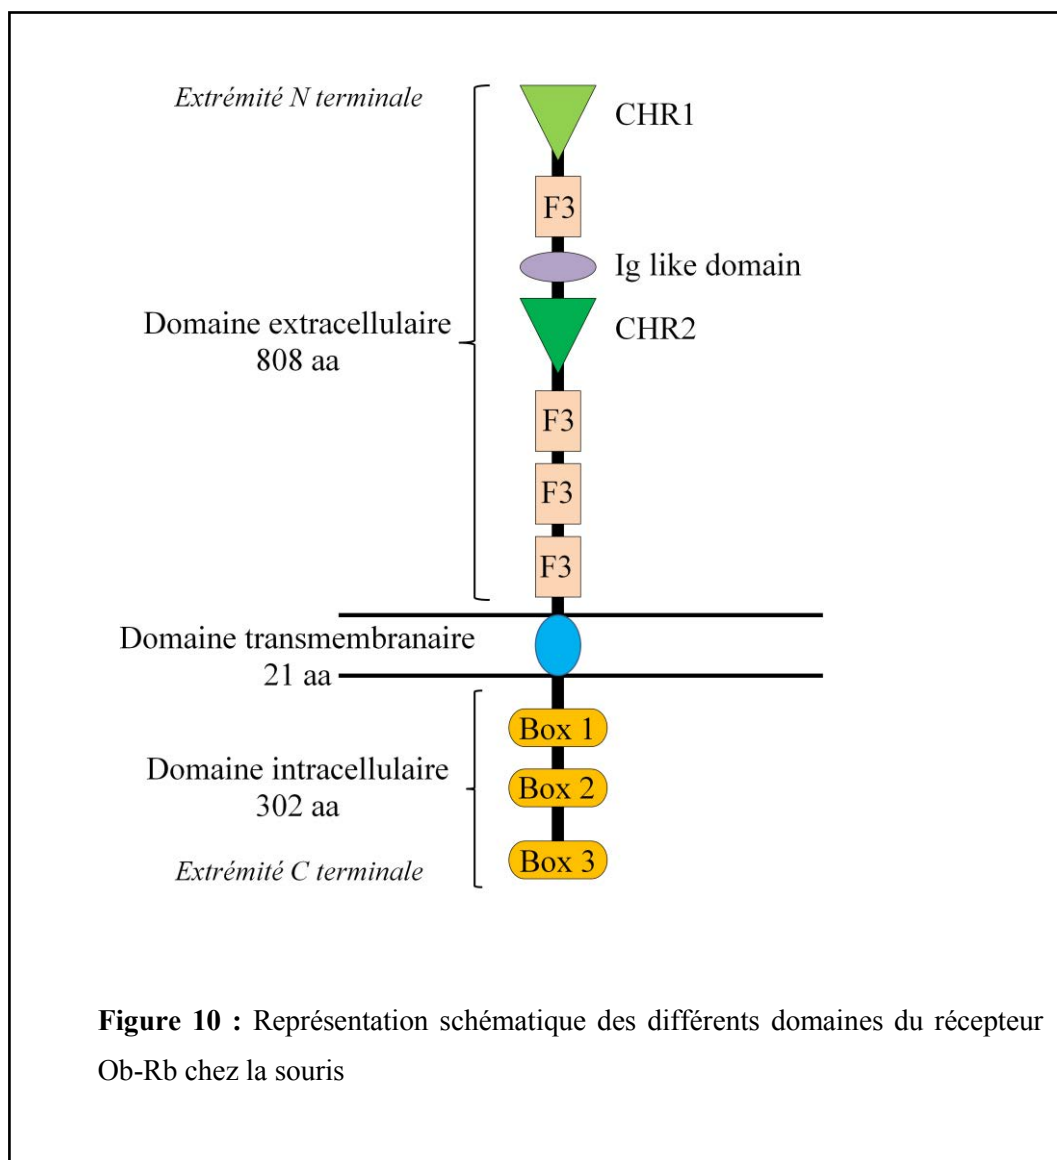 Extrémité N terminale
CHR1
F3
Ig like domain
Domaine extracellulaire
808 aa
CHR2
F3
F3
F3
Domaine transmembranaire
21 aa
Box 1
Domaine intracellulaire
302 aa
Box 2
Box 3
Extrémité C terminale
Figure 10 : Représentation schématique des différents domaines du récepteur
Ob-Rb chez la souris